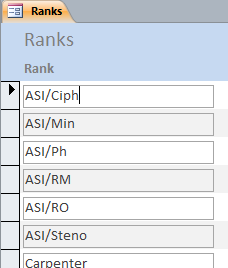 Ranks
Ranks
Rank
ASI/Ciph
ASI/Min
ASI/Ph
ASI/RM
ASI/RO
ASI/Steno
Carpenter